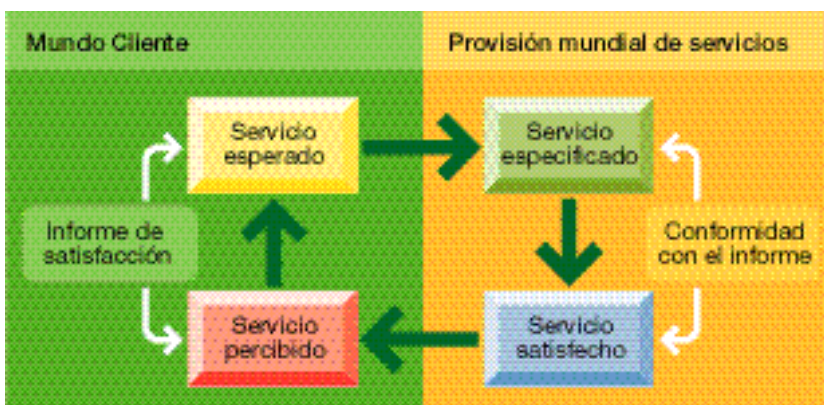 Mundo Cliente
Provisión mundial de servicios
Servicio
esperado
Servicio
especificado
Informe de
satisfacción
Conformidad
con el informe
Servicio
percibido
Servicio
satisfecho